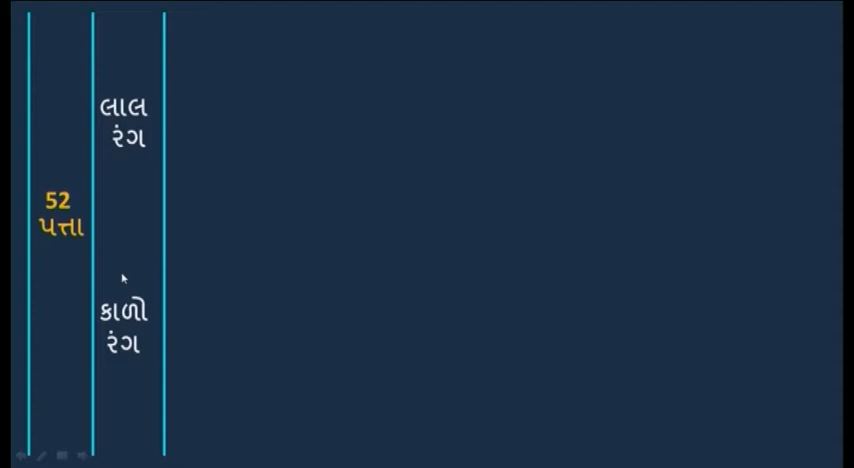 52
પત્તા
લાલ
રંગ
કાળો
રંગ